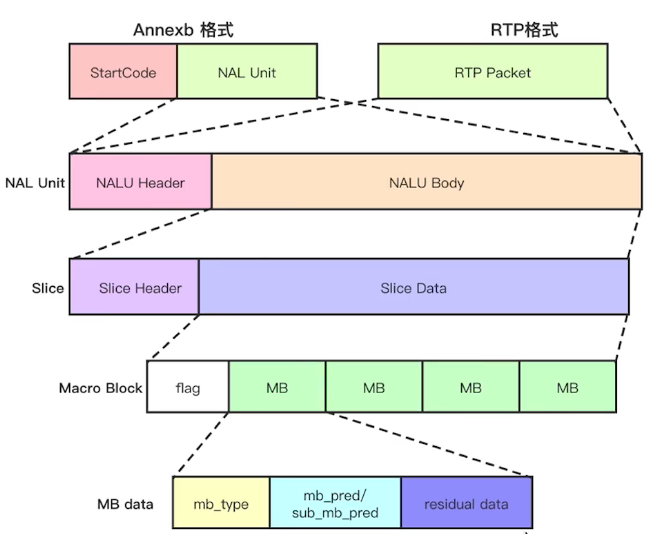 Annexb 格式
RTP格式
StartCode
NAL Unit
RTP Packet
NAL Unit
NALU Header
NALU Body
Slice
Slice Header
Slice Data
Macro Block
flag
MB
MB
MB
MB
MB data
mb_type
mb_pred/
sub_mb_pred
residual data